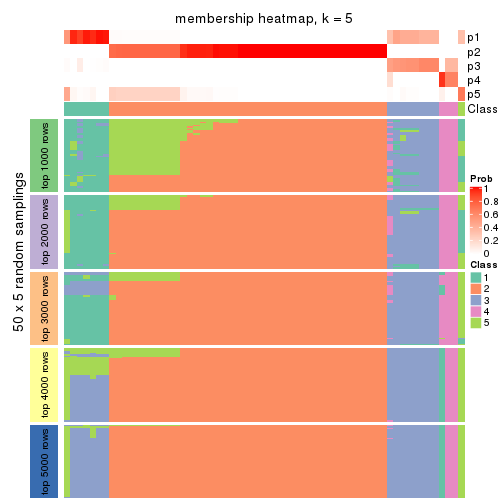 membership heatmap, k = 5
p1
p2
p3
p4
p5
Class
50 x 5 random samplings
top 1000 rows
top 2000 rows
top 3000 rows
top 4000 rows
top 5000 rows
Prob
1
0.8
0.6
0.4
0.2
0
Class
1
2
3
4
5